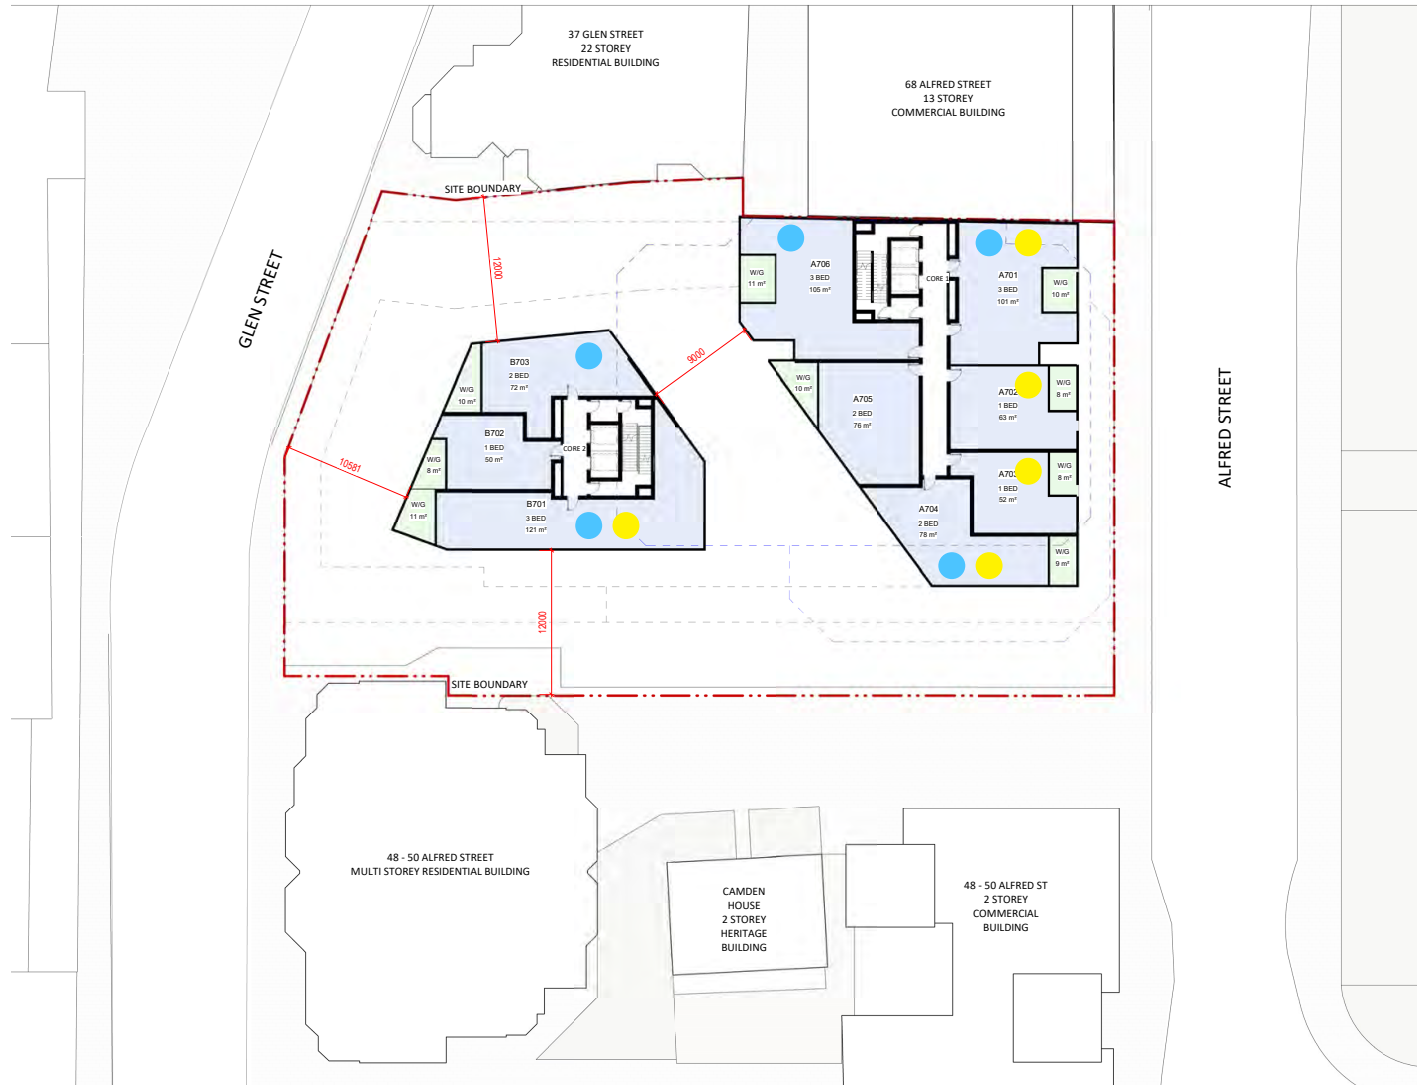 37 GLEN STREET
22 STOREY
RESIDENTIAL BUILDING
68 ALFRED STREET
13 STOREY
COMMERCIAL BUILDING
SITE BOUNDARY
GLEN STREET
12000
9000
10581
12000
ALFRED STREET
A706
3 BED
105 m²
W/G
11 m²
CORE 1
A701
3 BED
101 m²
W/G
10 m²
B703
2 BED
72 m²
W/G
10 m²
W/G
10 m²
A705
2 BED
76 m²
A702
1 BED
63 m²
W/G
8 m²
B702
1 BED
50 m²
W/G
8 m²
CORE 2
A703
1 BED
52 m²
W/G
8 m²
B701
3 BED
121 m²
W/G
11 m²
A704
2 BED
78 m²
W/G
9 m²
SITE BOUNDARY
48 - 50 ALFRED STREET
MULTI STOREY RESIDENTIAL BUILDING
CAMDEN
HOUSE
2 STOREY
HERITAGE
BUILDING
48 - 50 ALFRED ST
2 STOREY
COMMERCIAL
BUILDING